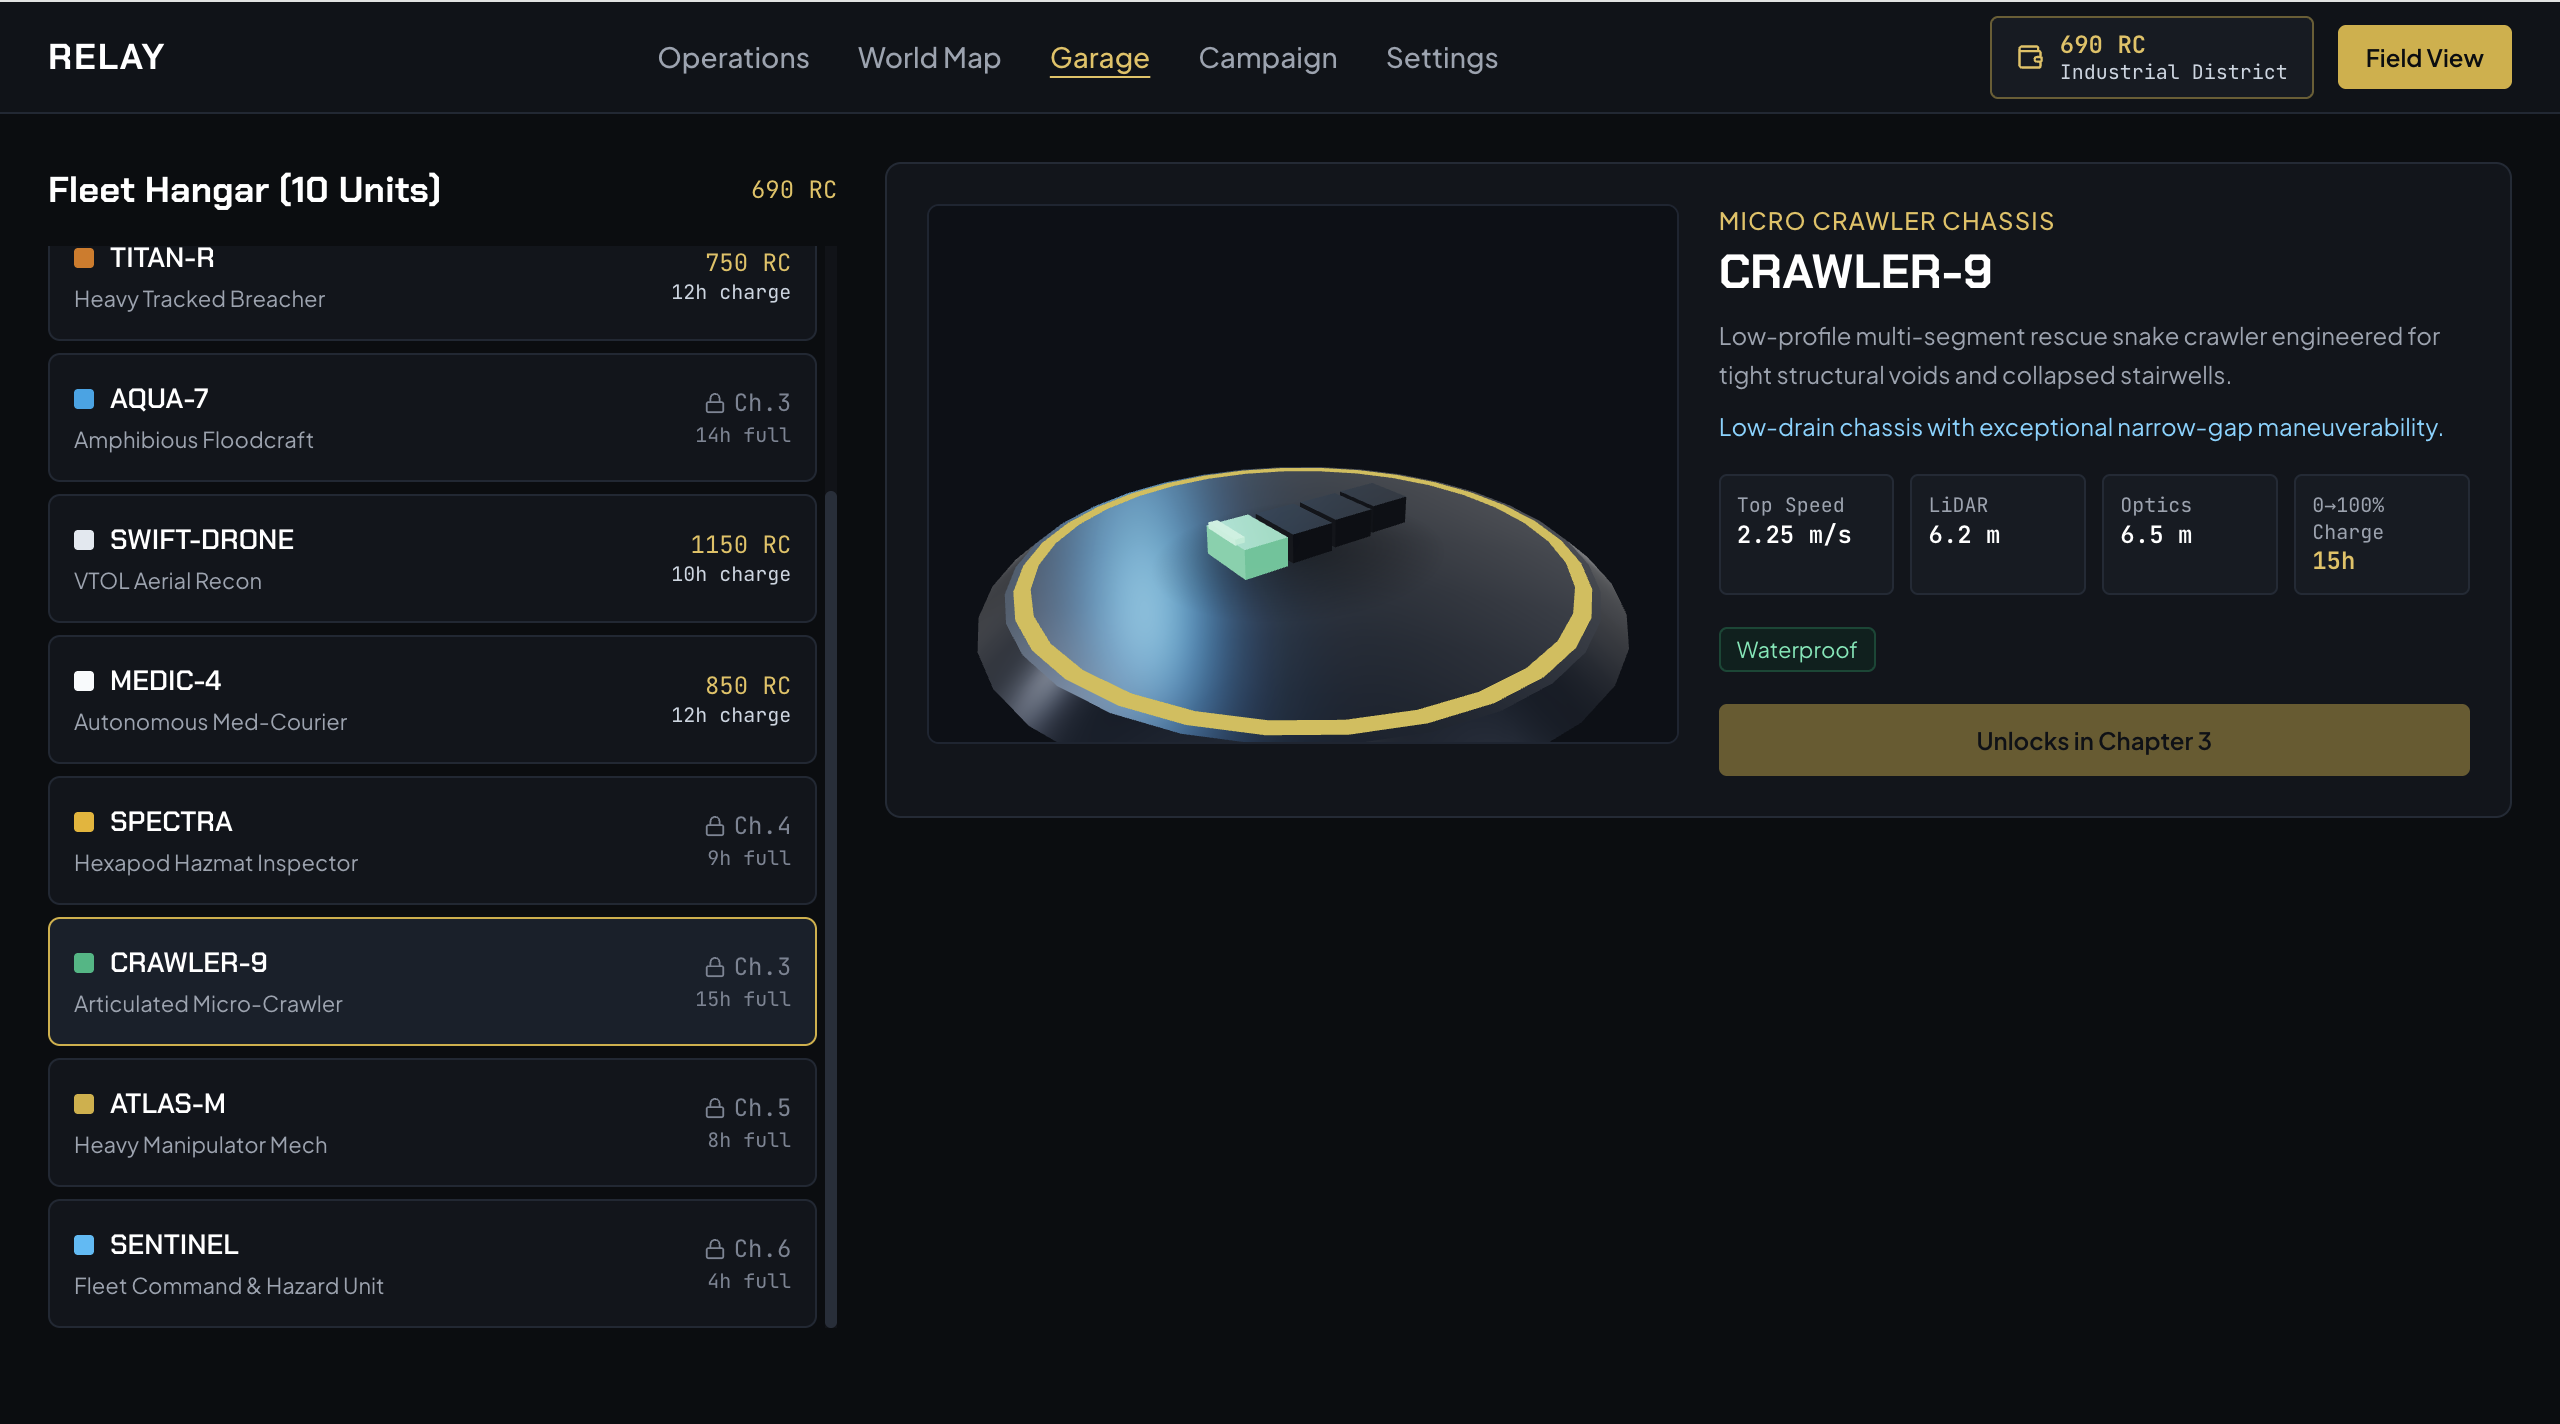 RELAY
Operations
World Map
Garage
Campaign
Settings
690 RC
Industrial District
Field View
Fleet Hangar (10 Units)
690 RC
TITAN-R
750 RC
Heavy Tracked Breacher
12h charge
AQUA-7
Ch.3
Amphibious Floodcraft
14h full
SWIFT-DRONE
1150 RC
VTOL Aerial Recon
10h charge
MEDIC-4
850 RC
Autonomous Med-Courier
12h charge
SPECTRA
Ch.4
Hexapod Hazmat Inspector
9h full
CRAWLER-9
Ch.3
Articulated Micro-Crawler
15h full
ATLAS-M
Ch.5
Heavy Manipulator Mech
8h full
SENTINEL
Ch.6
Fleet Command & Hazard Unit
4h full
MICRO CRAWLER CHASSIS
CRAWLER-9
Low-profile multi-segment rescue snake crawler engineered for
tight structural voids and collapsed stairwells.
Low-drain chassis with exceptional narrow-gap maneuverability.
Top Speed
2.25 m/s
LiDAR
6.2 m
Optics
6.5 m
0→100%
Charge
15h
Waterproof
Unlocks in Chapter 3